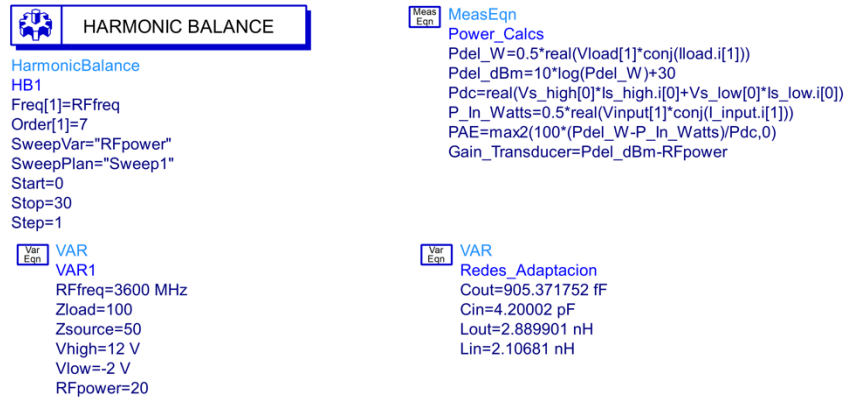 HARMONIC BALANCE
HarmonicBalance
HB1
Freq[1]=RFfreq
Order[1]=7
SweepVar="RFpower"
SweepPlan="Sweep1"
Start=0
Stop=30
Step=1
Meas
Eqn
MeasEqn
Power_Calcs
Pdel_W=0.5*real(Vload[1]*conj(Iload.i[1]))
Pdel_dBm=10*log(Pdel_W)+30
Pdc=real(Vs_high[0]*Is_high.i[0]+Vs_low[0]*Is_low.i[0])
P_In_Watts=0.5*real(Vinput[1]*conj(I_input.i[1]))
PAE=max2(100*(Pdel_W-P_In_Watts)/Pdc,0)
Gain_Transducer=Pdel_dBm-RFpower
Var
Eqn
VAR
VAR1
RFfreq=3600 MHz
Zload=100
Zsource=50
Vhigh=12 V
Vlow=-2 V
RFpower=20
Var
Eqn
VAR
Redes_Adaptacion
Cout=905.371752 fF
Cin=4.20002 pF
Lout=2.889901 nH
Lin=2.10681 nH